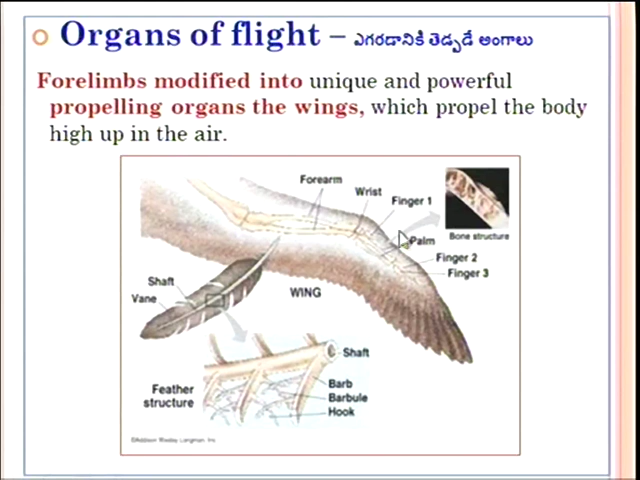 Organs of flight – ఎగరడానికి తెడ్పడే అంగాలు
Forelimbs modified into unique and powerful
propelling organs the wings, which propel the body
high up in the air.
Forearm
Wrist
Finger 1
Palm
Bone structure
Finger 2
Finger 3
WING
Shaft
Vane
Shaft
Feather
structure
Barb
Barbule
Hook
©Addison Wesley Longman, Inc.